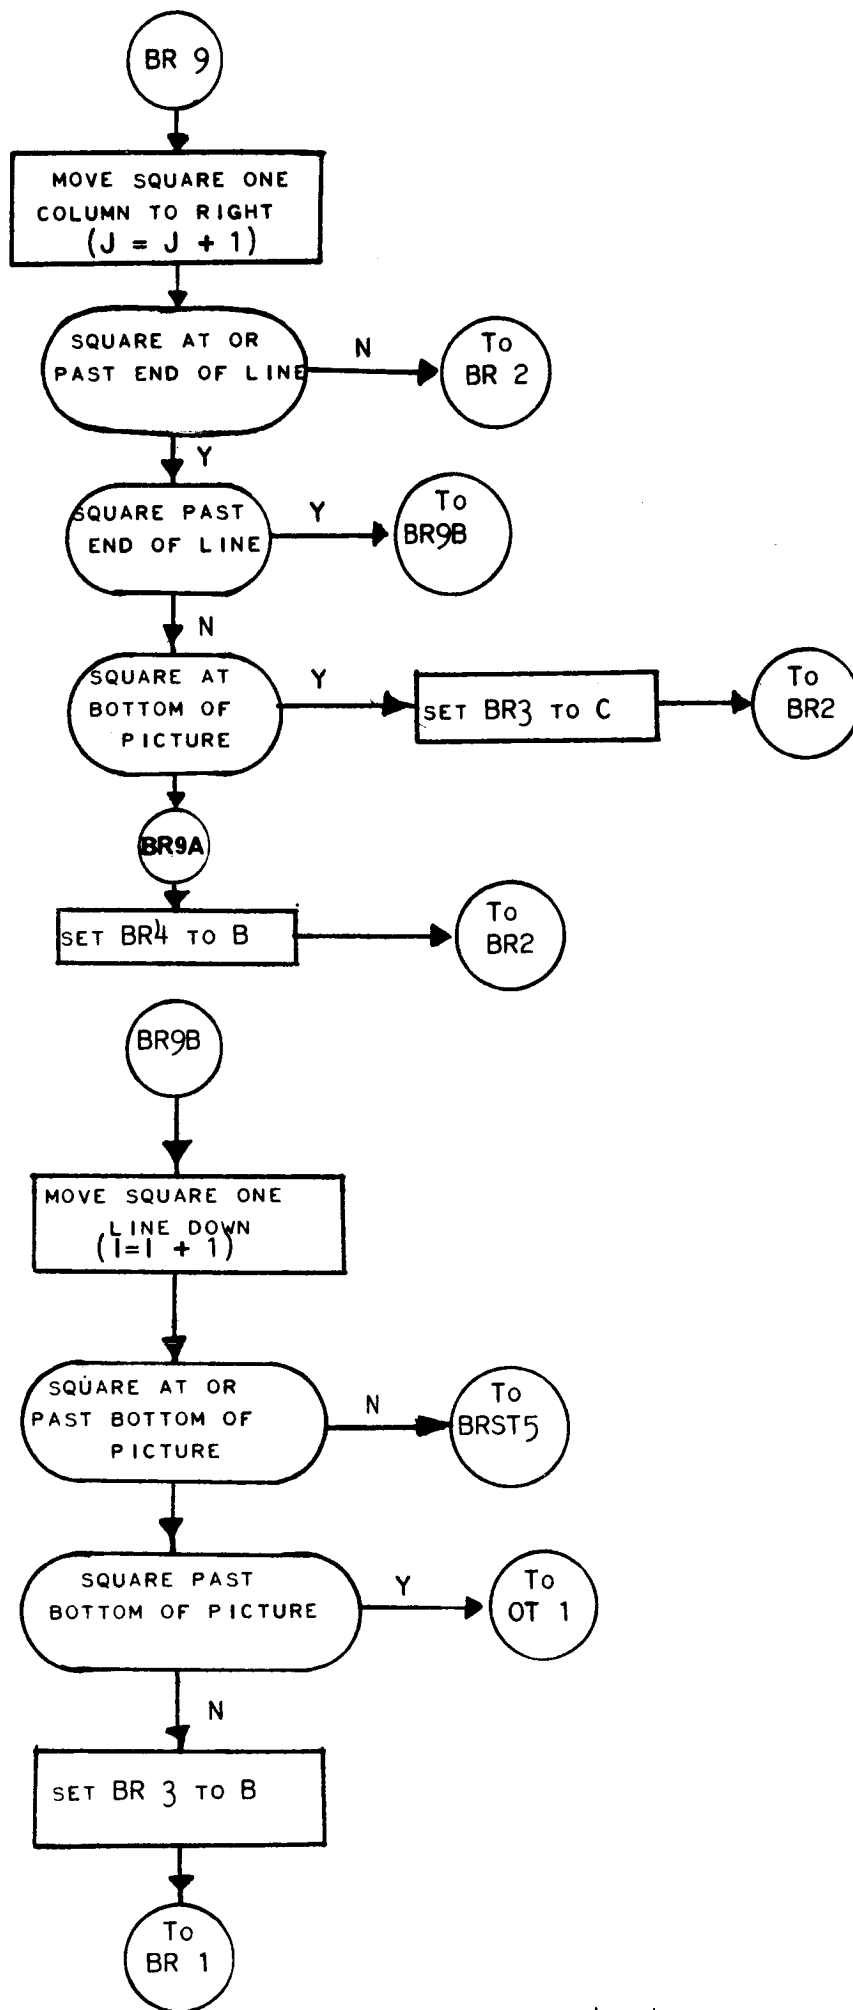 BR 9
MOVE SQUARE ONE
COLUMN TO RIGHT
(J = J + 1)
SQUARE AT OR
PAST END OF LINE
N
To
BR 2
Y
SQUARE PAST
END OF LINE
Y
To
BR9B
N
SQUARE AT
BOTTOM OF
PICTURE
Y
SET BR3 TO C
To
BR2
BR9A
SET BR4 TO B
To
BR2
BR9B
MOVE SQUARE ONE
LINE DOWN
(I=I + 1)
SQUARE AT OR
PAST BOTTOM OF
PICTURE
N
To
BRST5
SQUARE PAST
BOTTOM OF PICTURE
Y
To
OT 1
N
SET BR 3 TO B
To
BR 1